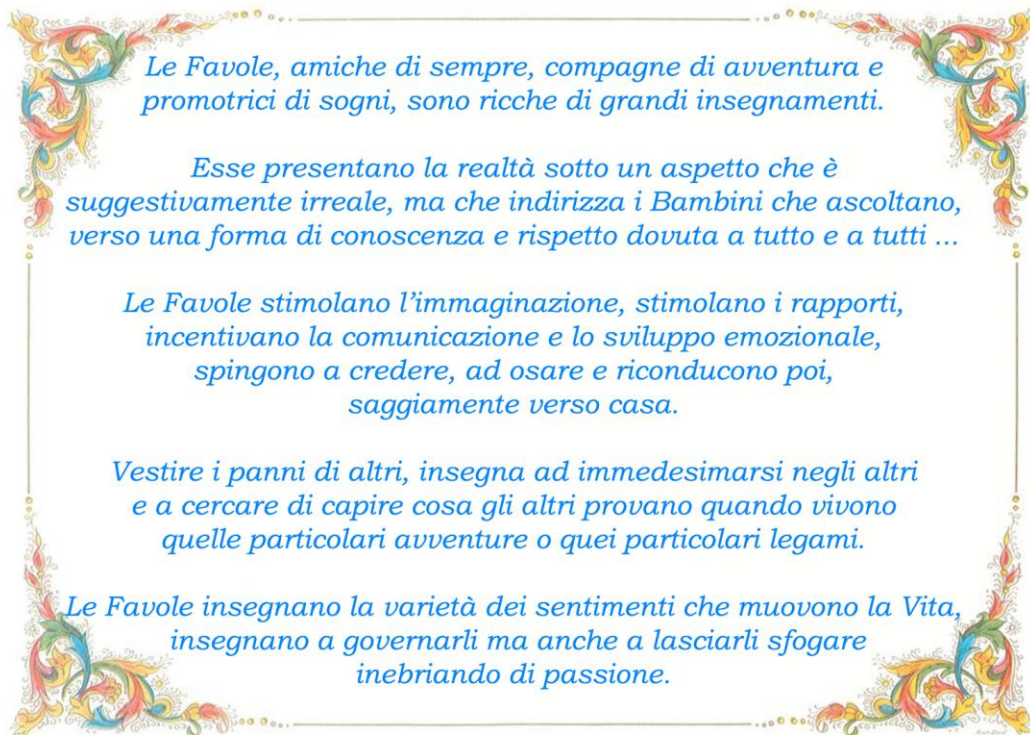 Le Favole, amiche di sempre, compagne di avventura e
promotrici di sogni, sono ricche di grandi insegnamenti.
Esse presentano la realtà sotto un aspetto che è
suggestivamente irreale, ma che indirizza i Bambini che ascoltano,
verso una forma di conoscenza e rispetto dovuta a tutto e a tutti ...
Le Favole stimolano l’immaginazione, stimolano i rapporti,
incentivano la comunicazione e lo sviluppo emozionale,
spingono a credere, ad osare e riconducono poi,
saggiamente verso casa.
Vestire i panni di altri, insegna ad immedesimarsi negli altri
e a cercare di capire cosa gli altri provano quando vivono
quelle particolari avventure o quei particolari legami.
Le Favole insegnano la varietà dei sentimenti che muovono la Vita,
insegnano a governarli ma anche a lasciarli sfogare
inebriando di passione.